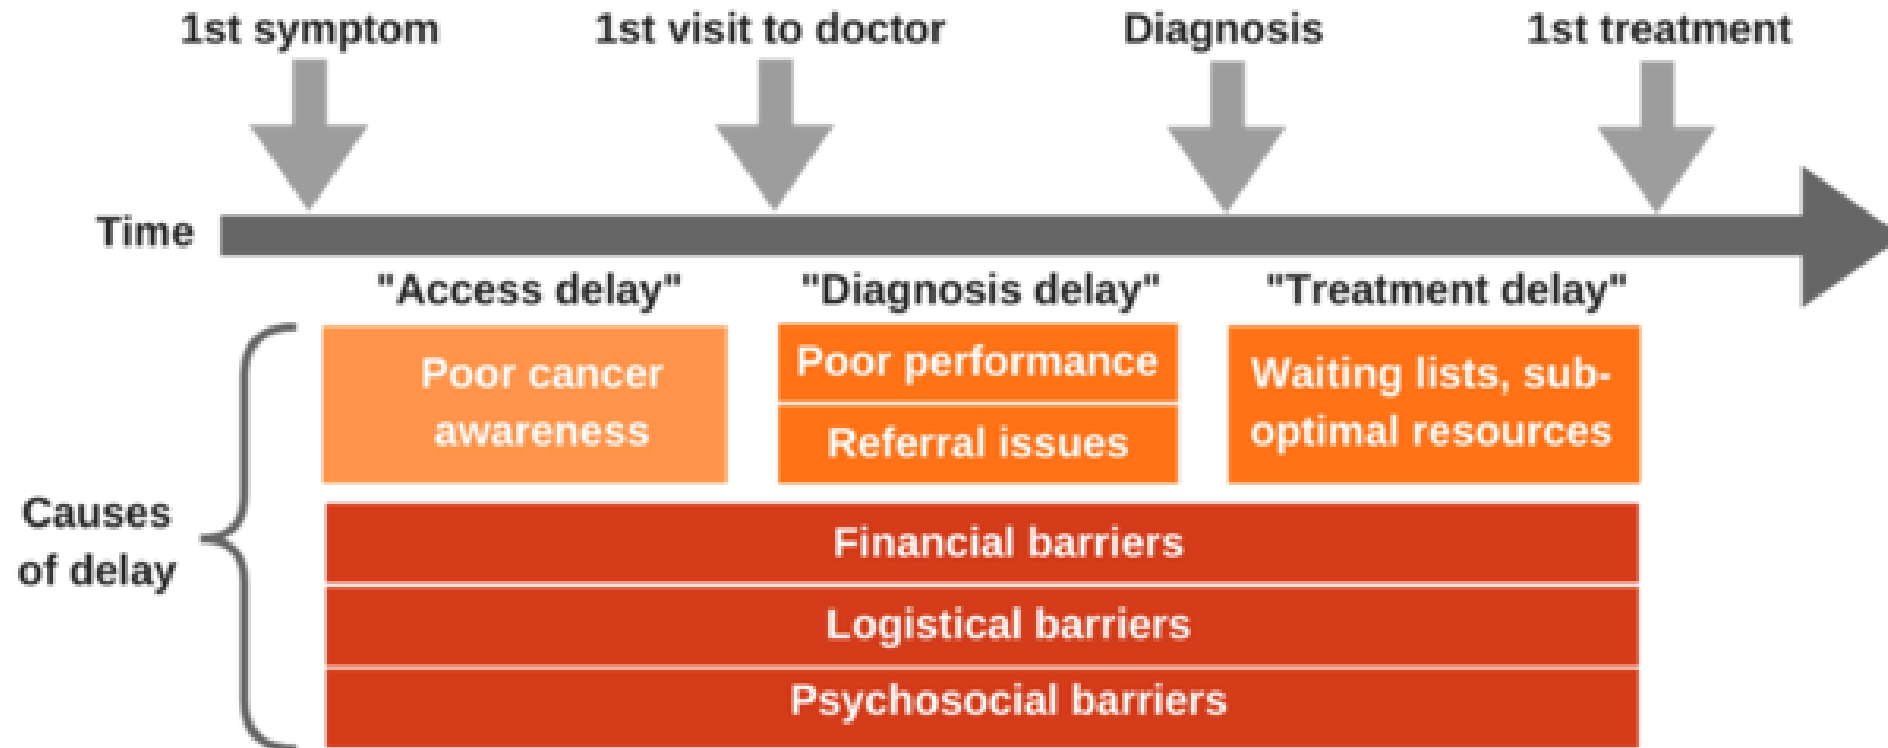 1st symptom 1st visit to doctor Diagnosis 1st treatment
Time
"Access delay" "Diagnosis delay" "Treatment delay"
Poor cancer
awareness
Poor performance
Referral issues
Waiting lists, sub-
optimal resources
Causes
of delay
Financial barriers
Logistical barriers
Psychosocial barriers